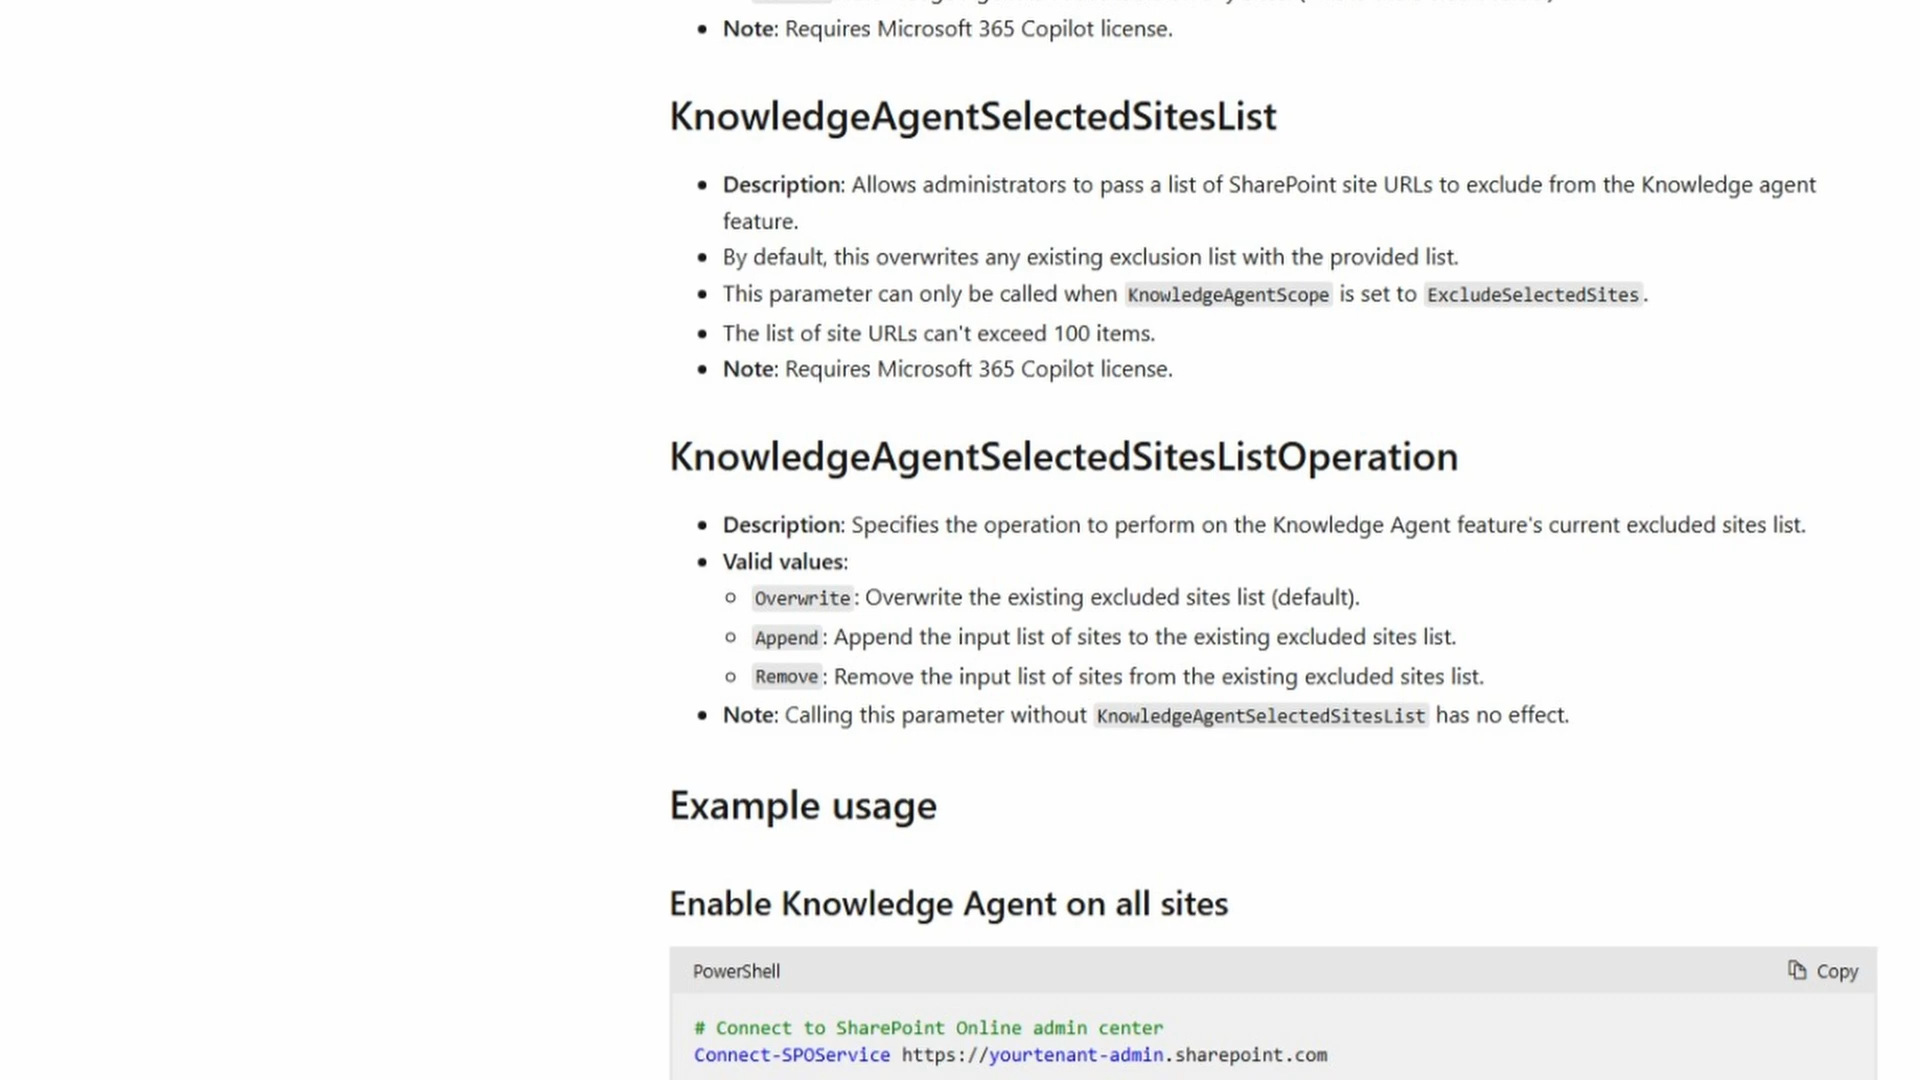 Note: Requires Microsoft 365 Copilot license.
KnowledgeAgentSelectedSitesList
Description: Allows administrators to pass a list of SharePoint site URLs to exclude from the Knowledge agent
feature.
By default, this overwrites any existing exclusion list with the provided list.
This parameter can only be called when KnowledgeAgentScope is set to ExcludeSelectedSites.
The list of site URLs can't exceed 100 items.
Note: Requires Microsoft 365 Copilot license.
KnowledgeAgentSelectedSitesListOperation
Description: Specifies the operation to perform on the Knowledge Agent feature's current excluded sites list.
Valid values:
Overwrite: Overwrite the existing excluded sites list (default).
Append: Append the input list of sites to the existing excluded sites list.
Remove: Remove the input list of sites from the existing excluded sites list.
Note: Calling this parameter without KnowledgeAgentSelectedSitesList has no effect.
Example usage
Enable Knowledge Agent on all sites
PowerShell
Copy
# Connect to SharePoint Online admin center
Connect-SPOService https://yourtenant-admin.sharepoint.com